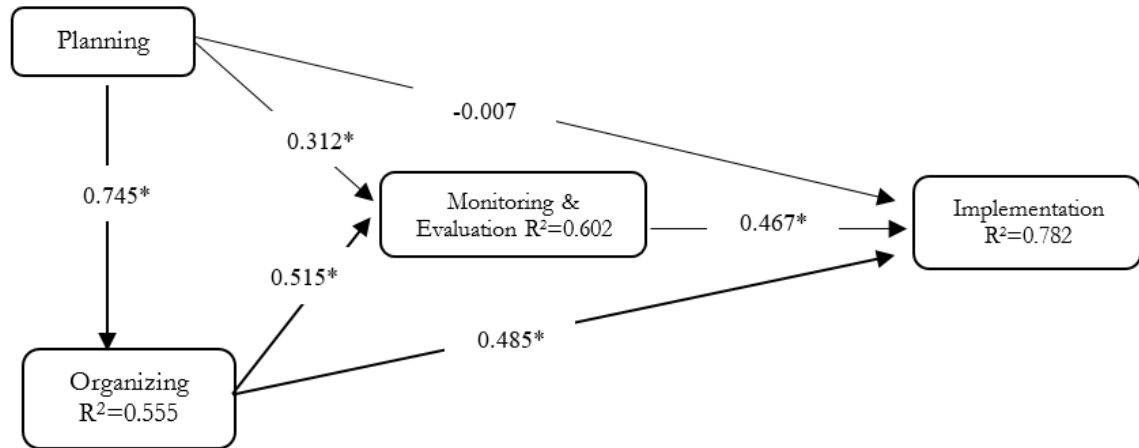 Planning
-0.007
0.312*
0.745*
Monitoring &
Evaluation R²=0.602
0.467*
Implementation
R²=0.782
0.515*
0.485*
Organizing
R²=0.555